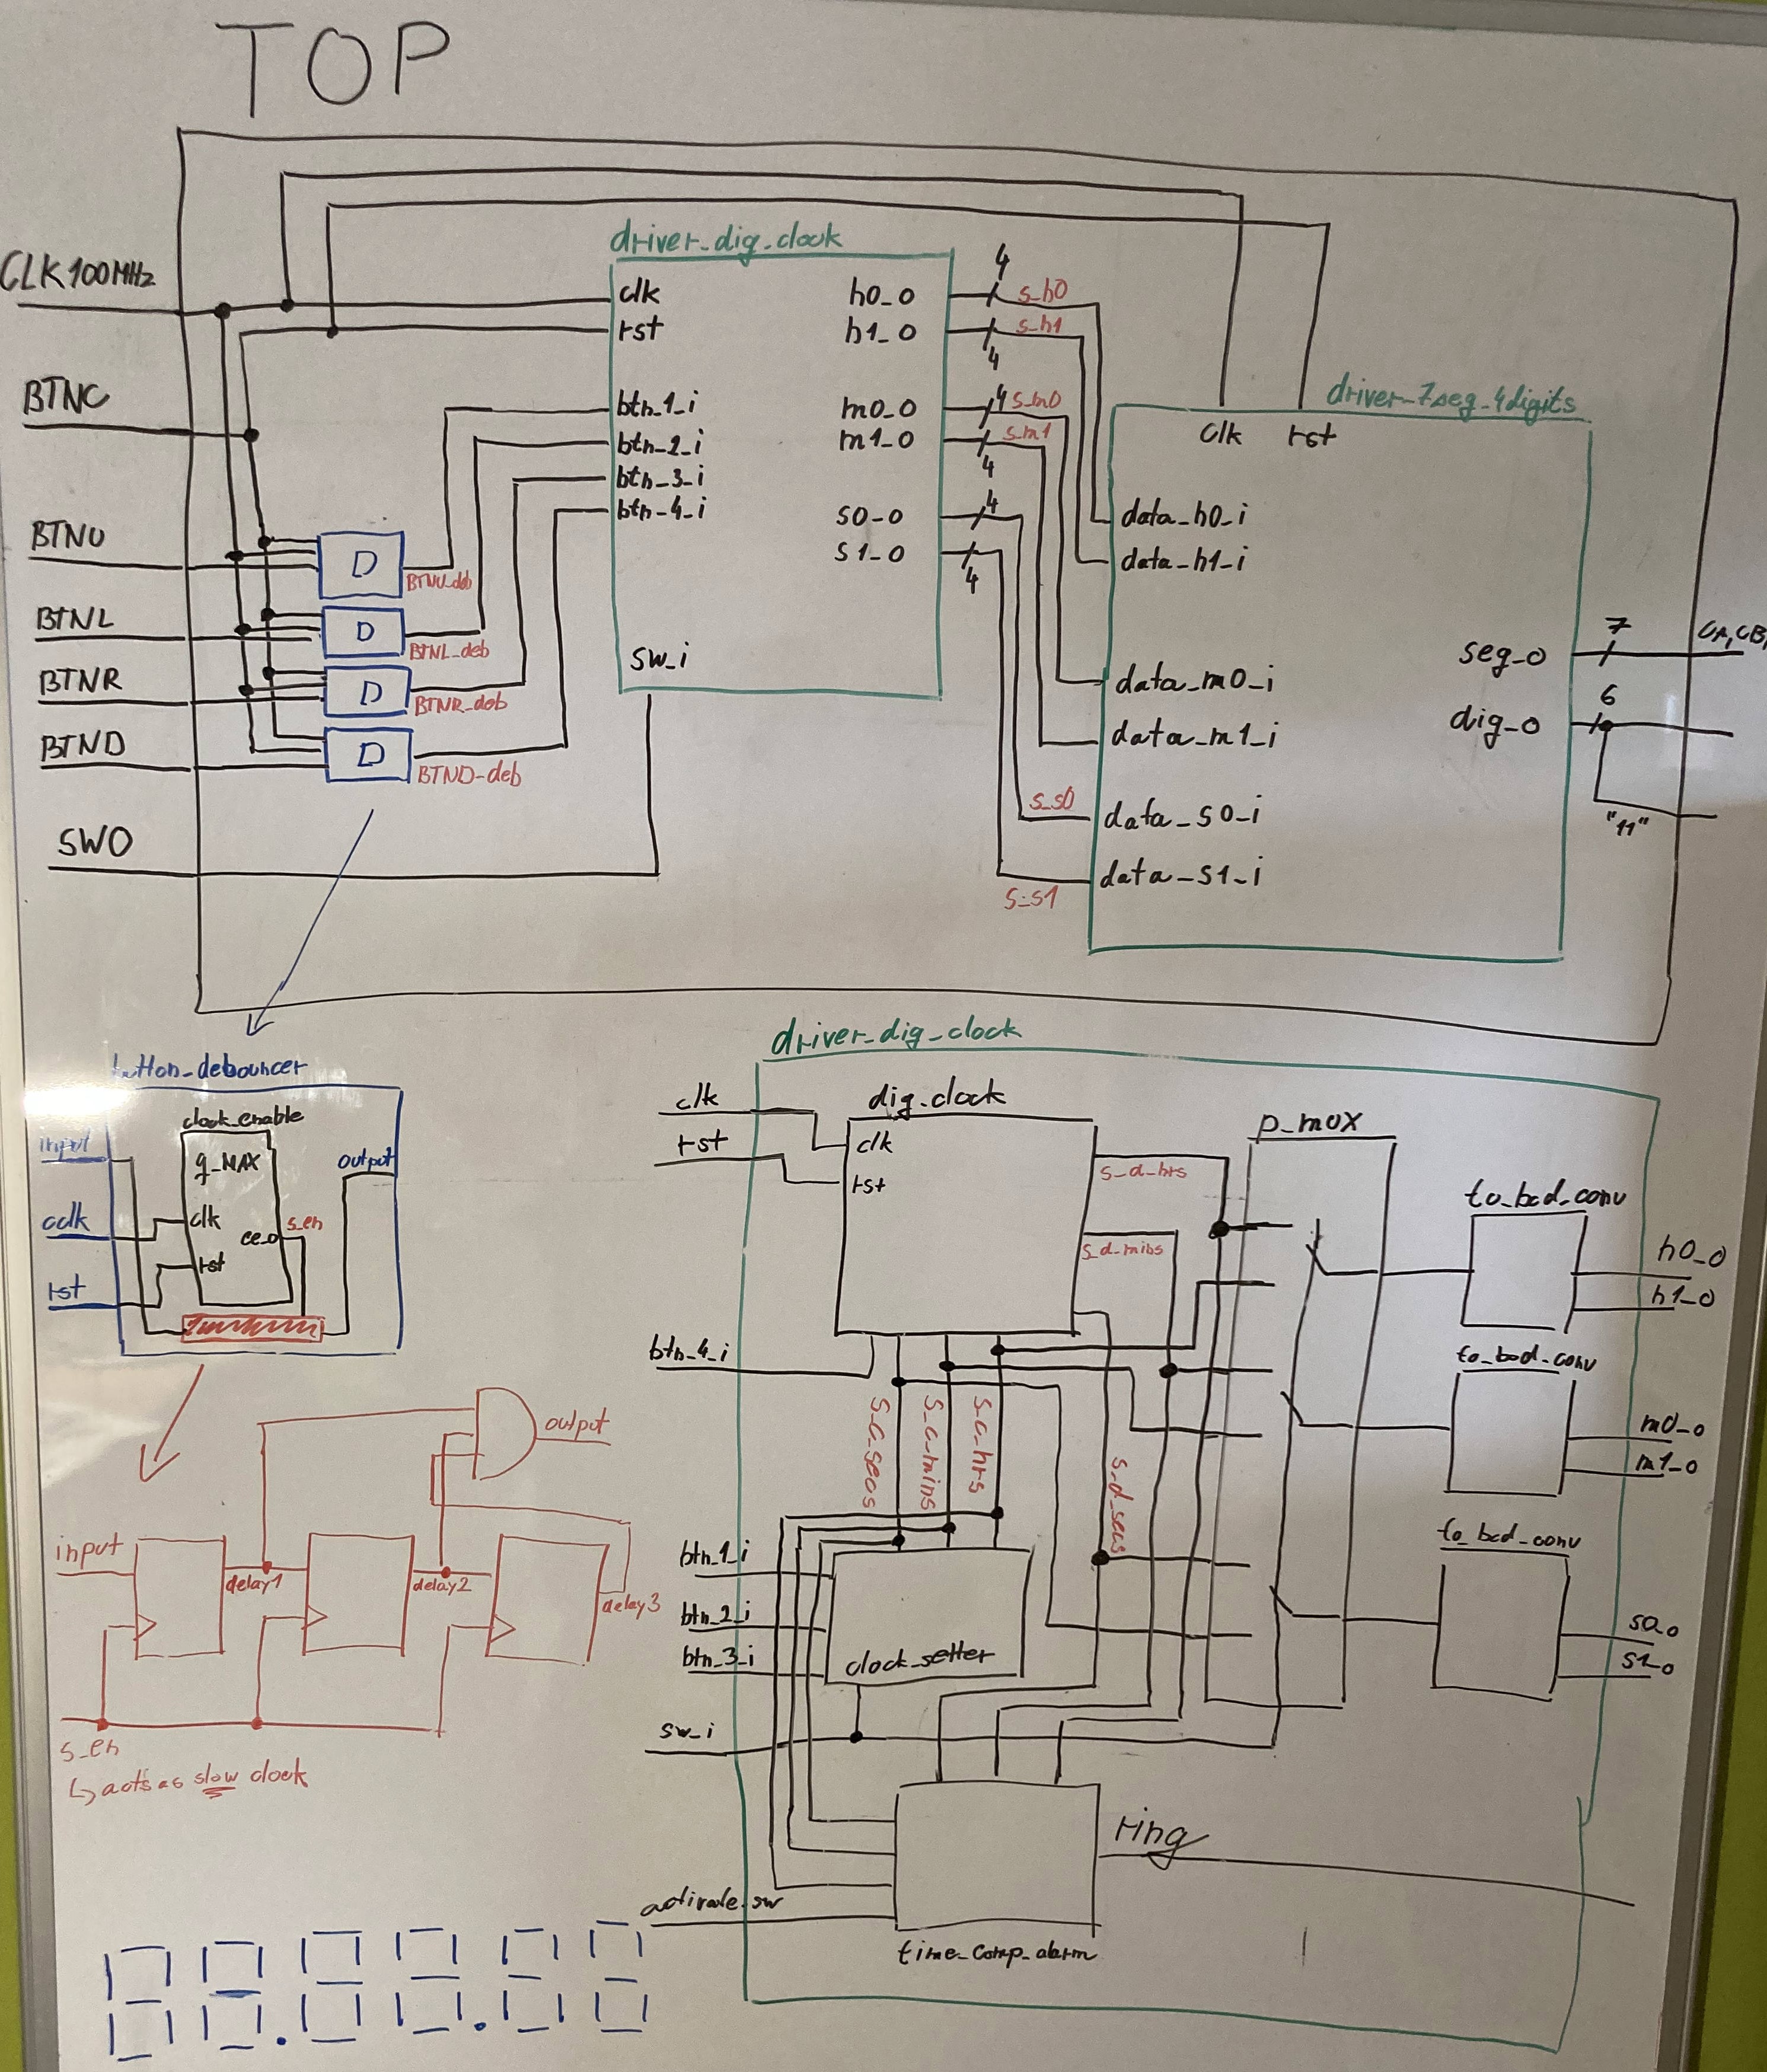 TOP
driver_dig_clock
CLK100MHz
clk
rst
btn_1_i
btn_2_i
btn_3_i
btn_4_i
sw_i
h0_o
h1_o
m0_o
m1_o
s0_o
s1_o
4
s_h0
s_h1
4
4
s_m0
s_m1
4
4
4
s_s0
s_s1
driver_7seg_4digits
clk rst
data_h0_i
data_h1_i
data_m0_i
data_m1_i
data_s0_i
data_s1_i
seg_o
dig_o
7
CA,CB,
6
"11"
BTNC
BTNU
BTNL
BTNR
BTND
SW0
D
BTNU_deb
D
BTNL_deb
D
BTNR_deb
D
BTND-deb
button_debouncer
clock_enable
g_MAX
clk
rst
ce_o
s_en
input
rst
output
output
input
delay1
delay2
delay3
s_en
↳ acts as slow clock
driver_dig_clock
clk
rst
dig_clock
clk
rst
s_d_hrs
s_d_mins
p_mux
to_bcd_conv
h0_o
h1_o
btn_4_i
to_bcd_conv
m0_o
m1_o
s_c_secs
s_c_mins
s_c_hrs
s_d_secs
to_bcd_conv
s0_o
s1_o
btn_1_i
btn_2_i
btn_3_i
clock_setter
sw_i
ring
activate_sw
time_comp_alarm